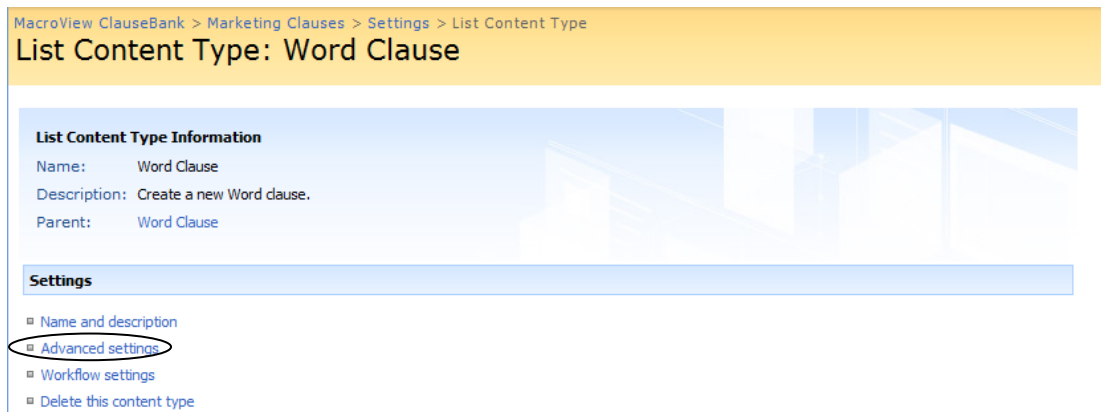 MacroView ClauseBank > Marketing Clauses > Settings > List Content Type
List Content Type: Word Clause
List Content Type Information
Name: Word Clause
Description: Create a new Word clause.
Parent: Word Clause
Settings
Name and description
Advanced settings
Workflow settings
Delete this content type